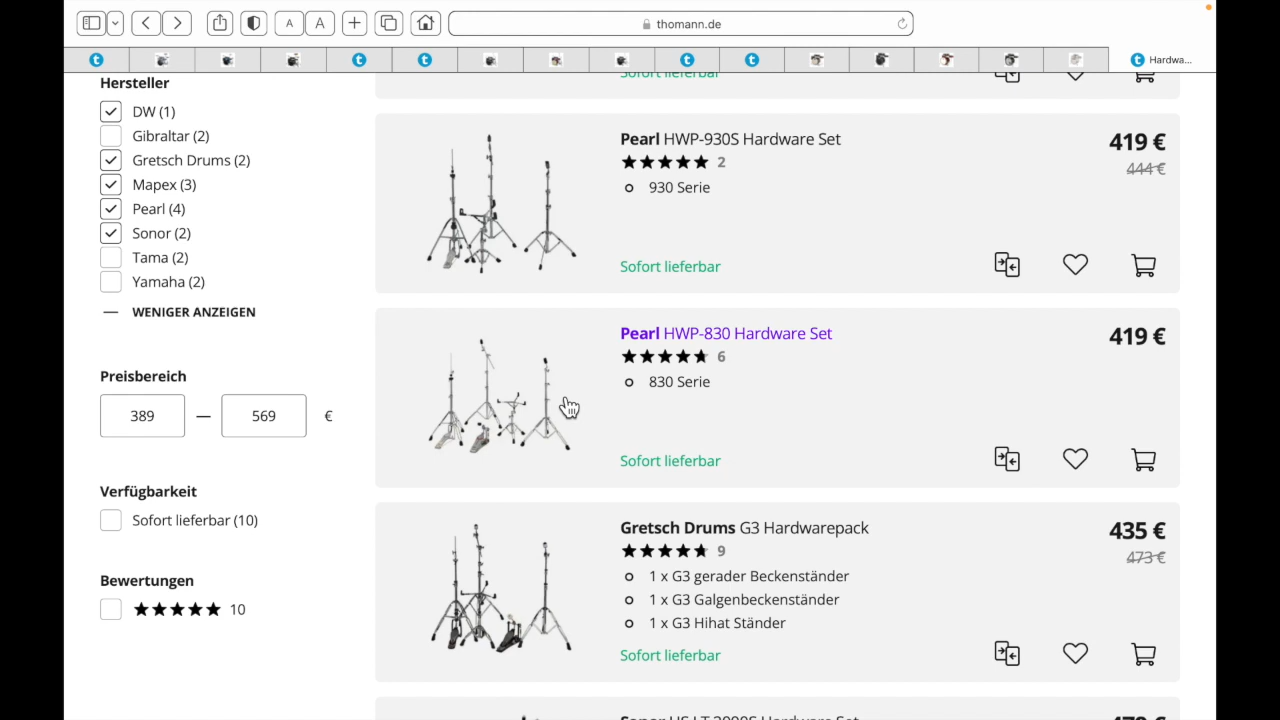 A A
thomann.de
Hardwa...
Hersteller
DW (1)
Gibraltar (2)
Gretsch Drums (2)
Mapex (3)
Pearl (4)
Sonor (2)
Tama (2)
Yamaha (2)
— WENIGER ANZEIGEN
Preisbereich
389 — 569 €
Verfügbarkeit
Sofort lieferbar (10)
Bewertungen
10
Sofort lieferbar
Pearl HWP-930S Hardware Set
419 €
444 €
2
930 Serie
Sofort lieferbar
Pearl HWP-830 Hardware Set
419 €
6
830 Serie
Sofort lieferbar
Gretsch Drums G3 Hardwarepack
435 €
473 €
9
1 x G3 gerader Beckenständer
1 x G3 Galgenbeckenständer
1 x G3 Hihat Ständer
Sofort lieferbar